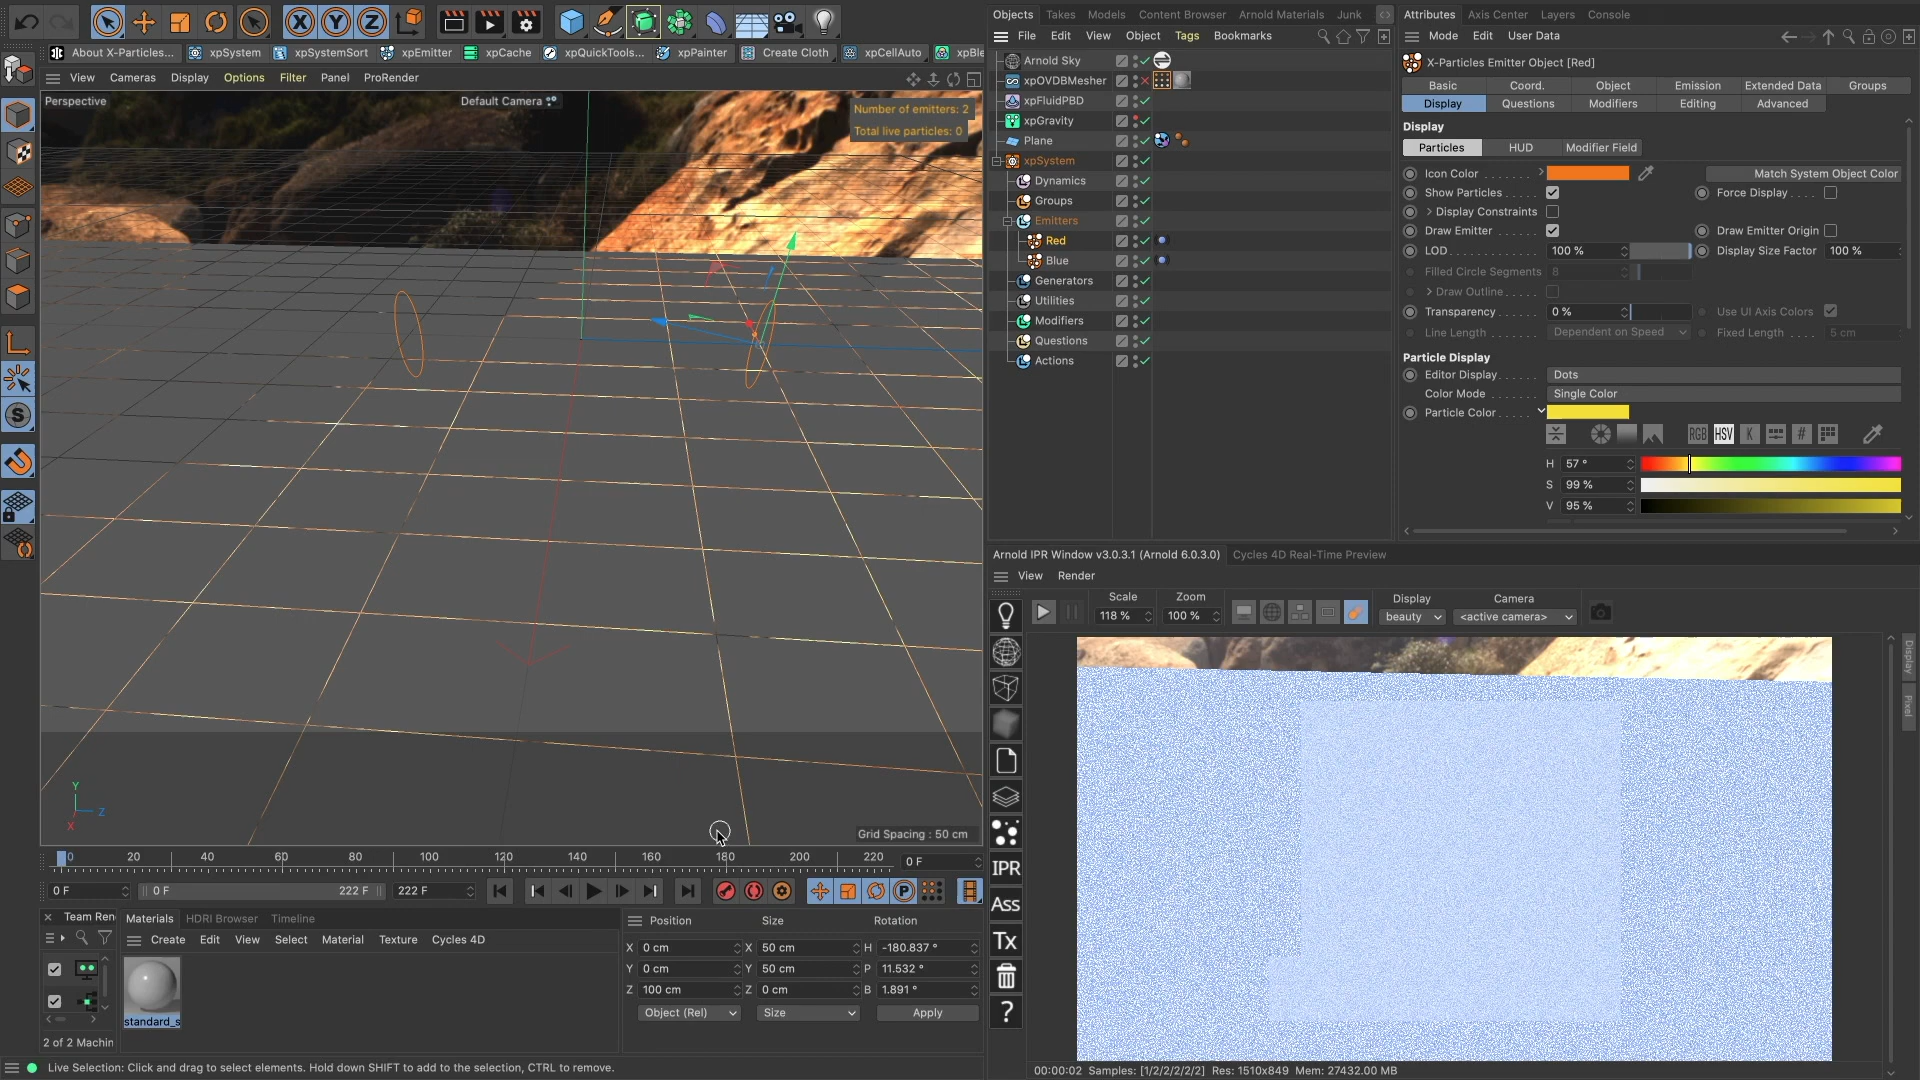 Objects Takes Models Content Browser Arnold Materials Junk
Attributes Axis Center Layers Console
File Edit View Object Tags Bookmarks
Mode Edit User Data
About X-Particles... xpSystem xpSystemSort xpEmitter xpCache xpQuickTools... xpPainter Create Cloth xpCellAuto xpBle
View Cameras Display Options Filter Panel ProRender
Perspective
Default Camera
Number of emitters: 2
Total live particles: 0
Arnold Sky
xpOVDBMesher
xpFluidPBD
xpGravity
Plane
xpSystem
Dynamics
Groups
Emitters
Red
Blue
Generators
Utilities
Modifiers
Questions
Actions
X-Particles Emitter Object [Red]
Basic Coord. Object Emission Extended Data Groups
Display Questions Modifiers Editing Advanced
Display
Particles HUD Modifier Field
Icon Color . . . . . . > Match System Object Color
Show Particles . . . . Force Display . . . .
> Display Constraints
Draw Emitter . . . . . Draw Emitter Origin
LOD. . . . . . . . . . . 100 % Display Size Factor 100 %
Filled Circle Segments 8
> Draw Outline . . . . .
Transparency . . . . . 0 % Use UI Axis Colors
Line Length . . . . . . Dependent on Speed Fixed Length . . . . 5 cm
Particle Display
Editor Display. . . . . . Dots
Color Mode . . . . . . . Single Color
Particle Color . . . .
RGB HSV K #
H 57 °
S 99 %
V 95 %
Arnold IPR Window v3.0.3.1 (Arnold 6.0.3.0) Cycles 4D Real-Time Preview
View Render
Scale Zoom Display Camera
118 % 100 % beauty <active camera>
IPR
Ass
Tx
?
Display
Pixel
00:00:02 Samples: [1/2/2/2/2/2] Res: 1510x849 Mem: 27432.00 MB
Y
Z
X
Grid Spacing : 50 cm
0 20 40 60 80 100 120 140 160 180 200 220 0 F
0 F 0 F 222 F 222 F
P
Team Ren Materials HDRI Browser Timeline
Create Edit View Select Material Texture Cycles 4D
standard_s
2 of 2 Machin
Position Size Rotation
X 0 cm X 50 cm H -180.837 °
Y 0 cm Y 50 cm P 11.532 °
Z 100 cm Z 0 cm B 1.891 °
Object (Rel) Size Apply
Live Selection: Click and drag to select elements. Hold down SHIFT to add to the selection, CTRL to remove.
X Y Z
S